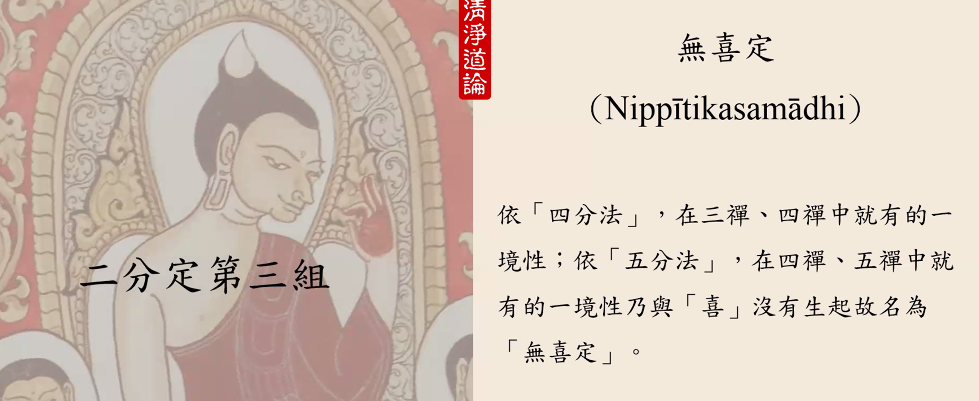 清淨道論
二分定第三組
無喜定
（Nippītikasamādhi）
依「四分法」，在三禪、四禪中就有的一
境性；依「五分法」，在四禪、五禪中就
有的一境性乃與「喜」沒有生起故名為
「無喜定」。